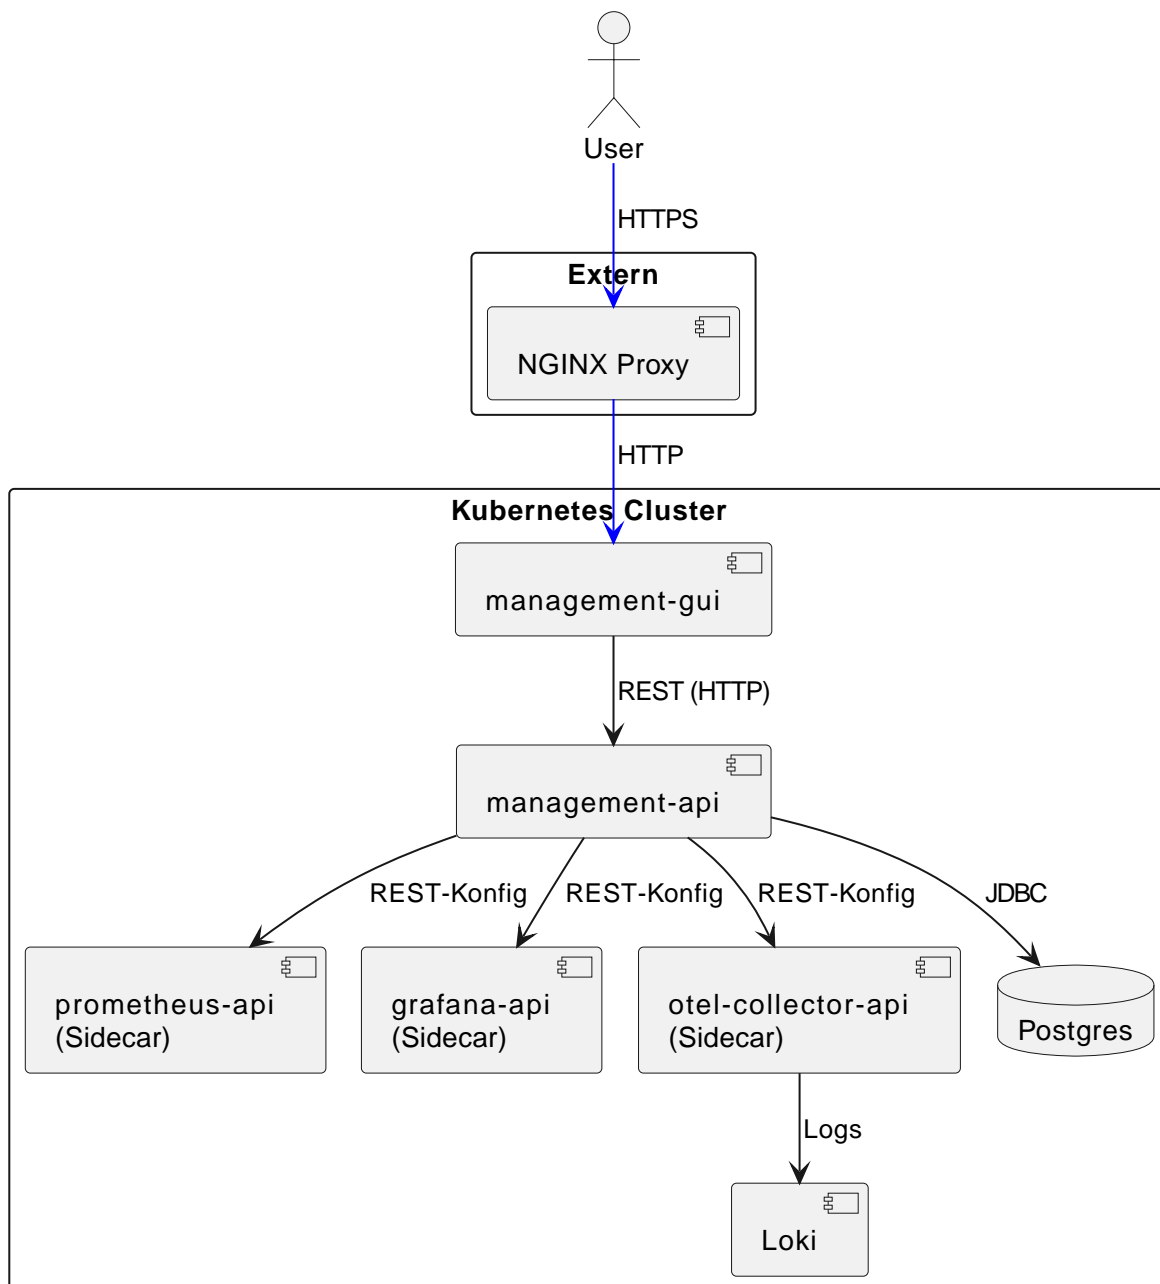 User
HTTPS
Extern
NGINX Proxy
HTTP
Kubernetes Cluster
management-gui
REST (HTTP)
management-api
REST-Konfig
REST-Konfig
REST-Konfig
JDBC
prometheus-api
(Sidecar)
grafana-api
(Sidecar)
otel-collector-api
(Sidecar)
Postgres
Logs
Loki